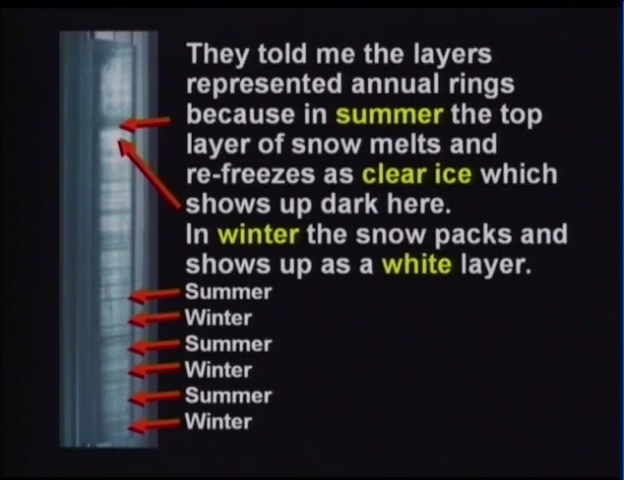 They told me the layers
represented annual rings
because in summer the top
layer of snow melts and
re-freezes as clear ice which
shows up dark here.
In winter the snow packs and
shows up as a white layer.
Summer
Winter
Summer
Winter
Summer
Winter